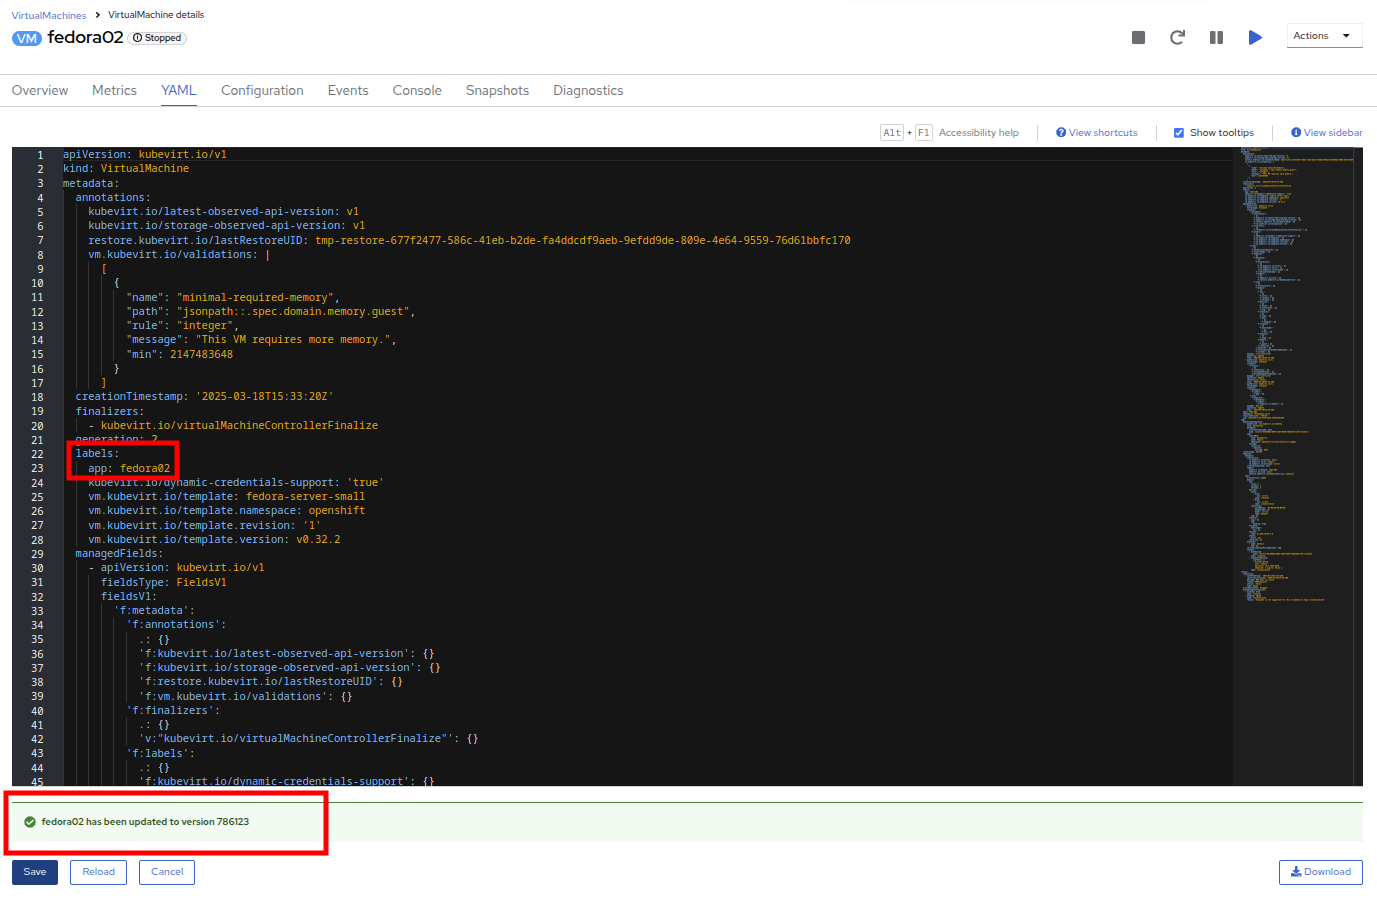 VirtualMachines > VirtualMachine details
VM fedora02 Stopped
Actions
Overview Metrics YAML Configuration Events Console Snapshots Diagnostics
Alt + F1 Accessibility help View shortcuts Show tooltips View sidebar
1 apiVersion: kubevirt.io/v1
2 kind: VirtualMachine
3 metadata:
4 annotations:
5 kubevirt.io/latest-observed-api-version: v1
6 kubevirt.io/storage-observed-api-version: v1
7 restore.kubevirt.io/lastRestoreUID: tmp-restore-677f2477-586c-41eb-b2de-fa4ddcdf9aeb-9efdd9de-809e-4e64-9559-76d61bbfc170
8 vm.kubevirt.io/validations: |
9 [
10 {
11 "name": "minimal-required-memory",
12 "path": "jsonpath::.spec.domain.memory.guest",
13 "rule": "integer",
14 "message": "This VM requires more memory.",
15 "min": 2147483648
16 }
17 ]
18 creationTimestamp: '2025-03-18T15:33:20Z'
19 finalizers:
20 - kubevirt.io/virtualMachineControllerFinalize
21 generation: 2
22 labels:
23 app: fedora02
24 kubevirt.io/dynamic-credentials-support: 'true'
25 vm.kubevirt.io/template: fedora-server-small
26 vm.kubevirt.io/template.namespace: openshift
27 vm.kubevirt.io/template.revision: '1'
28 vm.kubevirt.io/template.version: v0.32.2
29 managedFields:
30 - apiVersion: kubevirt.io/v1
31 fieldsType: FieldsV1
32 fieldsV1:
33 'f:metadata':
34 'f:annotations':
35 .: {}
36 'f:kubevirt.io/latest-observed-api-version': {}
37 'f:kubevirt.io/storage-observed-api-version': {}
38 'f:restore.kubevirt.io/lastRestoreUID': {}
39 'f:vm.kubevirt.io/validations': {}
40 'f:finalizers':
41 .: {}
42 'v:"kubevirt.io/virtualMachineControllerFinalize"': {}
43 'f:labels':
44 .: {}
45 'f:kubevirt.io/dynamic-credentials-support': {}
fedora02 has been updated to version 786123
Save Reload Cancel Download